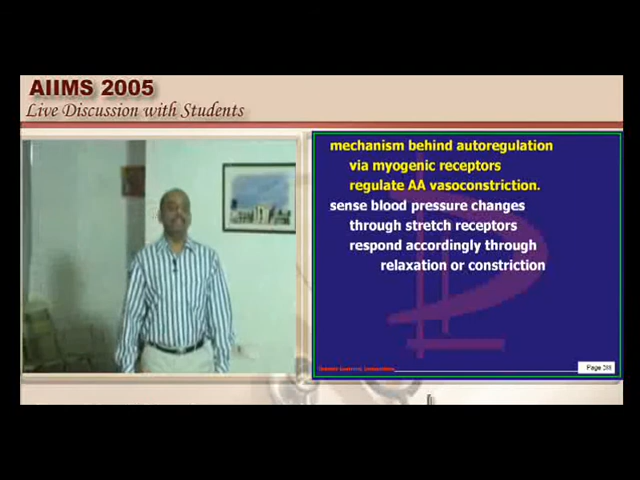 AIIMS 2005
Live Discussion with Students
mechanism behind autoregulation
via myogenic receptors
regulate AA vasoconstriction.
sense blood pressure changes
through stretch receptors
respond accordingly through
relaxation or constriction
Page